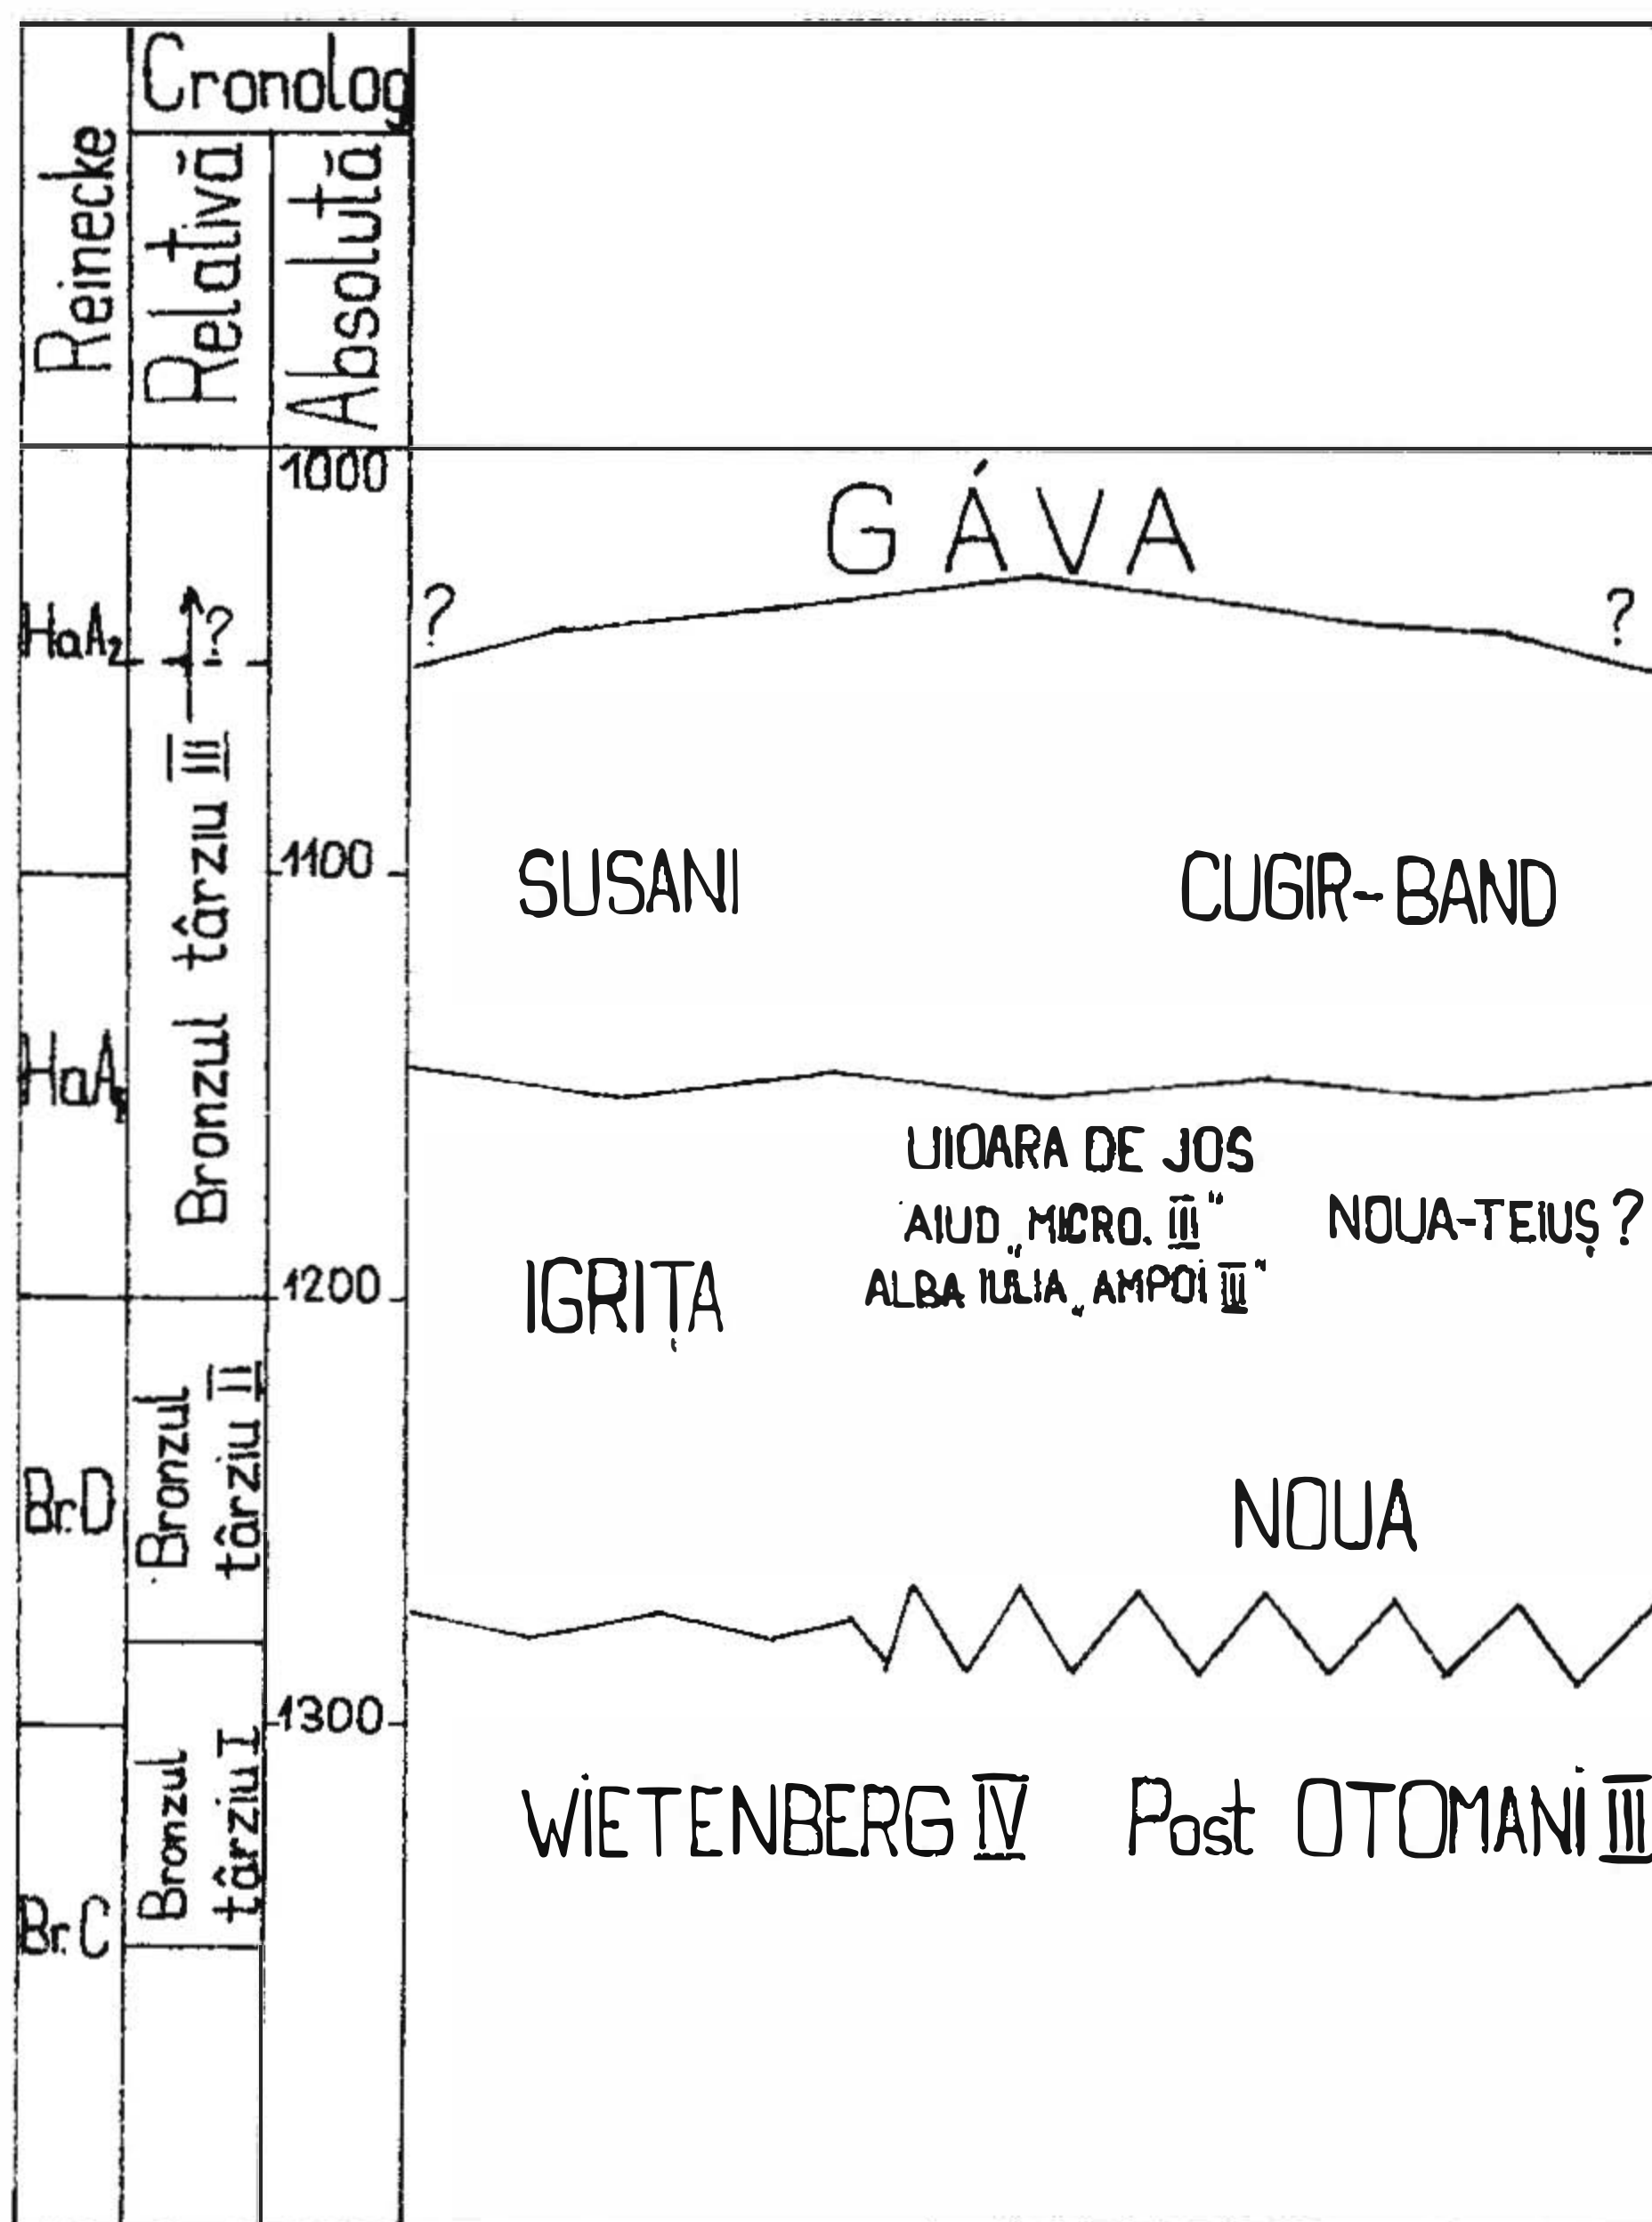 Cronolog
Reinecke
Relativă
Absolută
1000
GÁVA
HaA2
?
?
?
Bronzul târziu III
1100
SUSANI
CUGIR-BAND
HaA1
UIOARA DE JOS
AIUD „MICRO. III"
NOUA-TEIUȘ ?
ALBA IULIA „AMPOI III"
1200
IGRIȚA
Br.D
Bronzul
târziu II
NOUA
1300
Bronzul
târziu I
WIETENBERG IV
Post OTOMANI III
Br.C